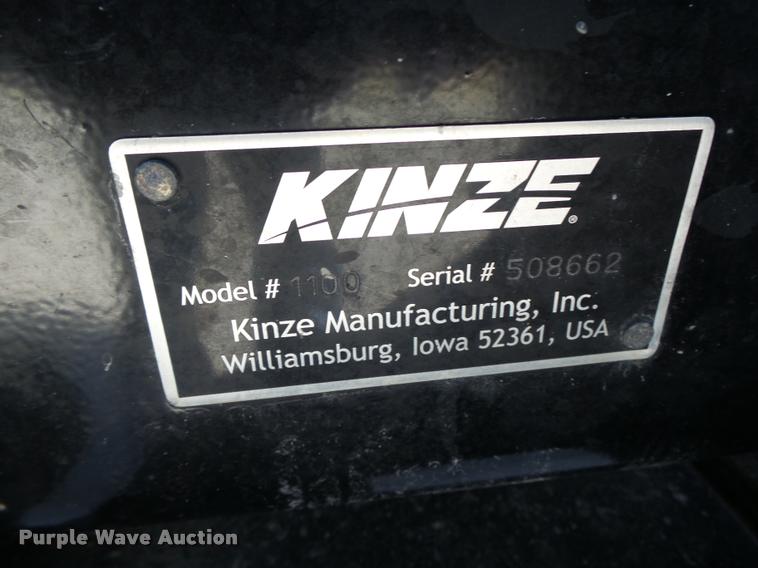 KINZE®
Model # 1100 Serial # 508662
Kinze Manufacturing, Inc.
Williamsburg, Iowa 52361, USA
Purple Wave Auction